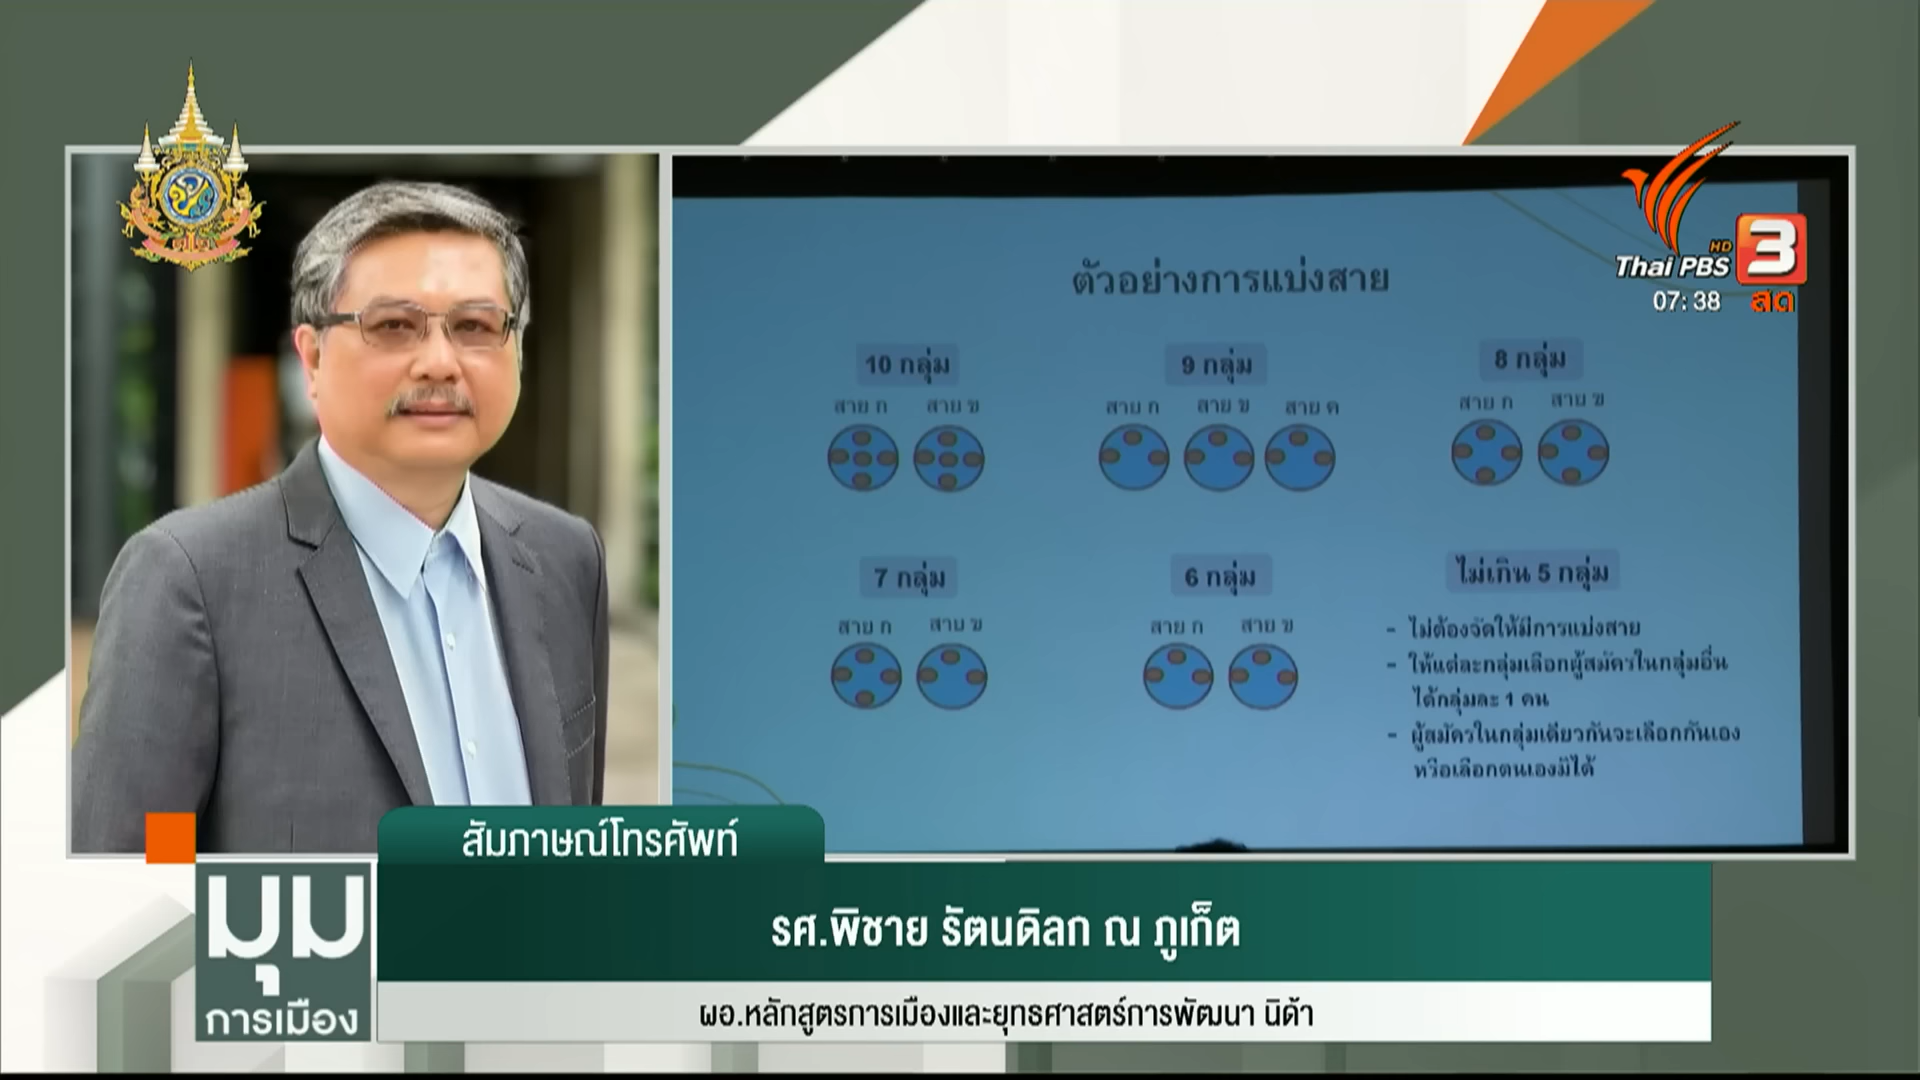 Thai PBS
HD
3
07:38
สด
ตัวอย่างการแบ่งสาย
10 กลุ่ม
สาย ก สาย ข
9 กลุ่ม
สาย ก สาย ข สาย ค
8 กลุ่ม
สาย ก สาย ข
7 กลุ่ม
สาย ก สาย ข
6 กลุ่ม
สาย ก สาย ข
ไม่เกิน 5 กลุ่ม
- ไม่ต้องจัดให้มีการแบ่งสาย
- ให้แต่ละกลุ่มเลือกผู้สมัครในกลุ่มอื่น
ได้กลุ่มละ 1 คน
- ผู้สมัครในกลุ่มเดียวกันจะเลือกกันเอง
หรือเลือกตนเองมิได้
สัมภาษณ์โทรศัพท์
มุม
การเมือง
รศ.พิชาย รัตนดิลก ณ ภูเก็ต
ผอ.หลักสูตรการเมืองและยุทธศาสตร์การพัฒนา นิด้า